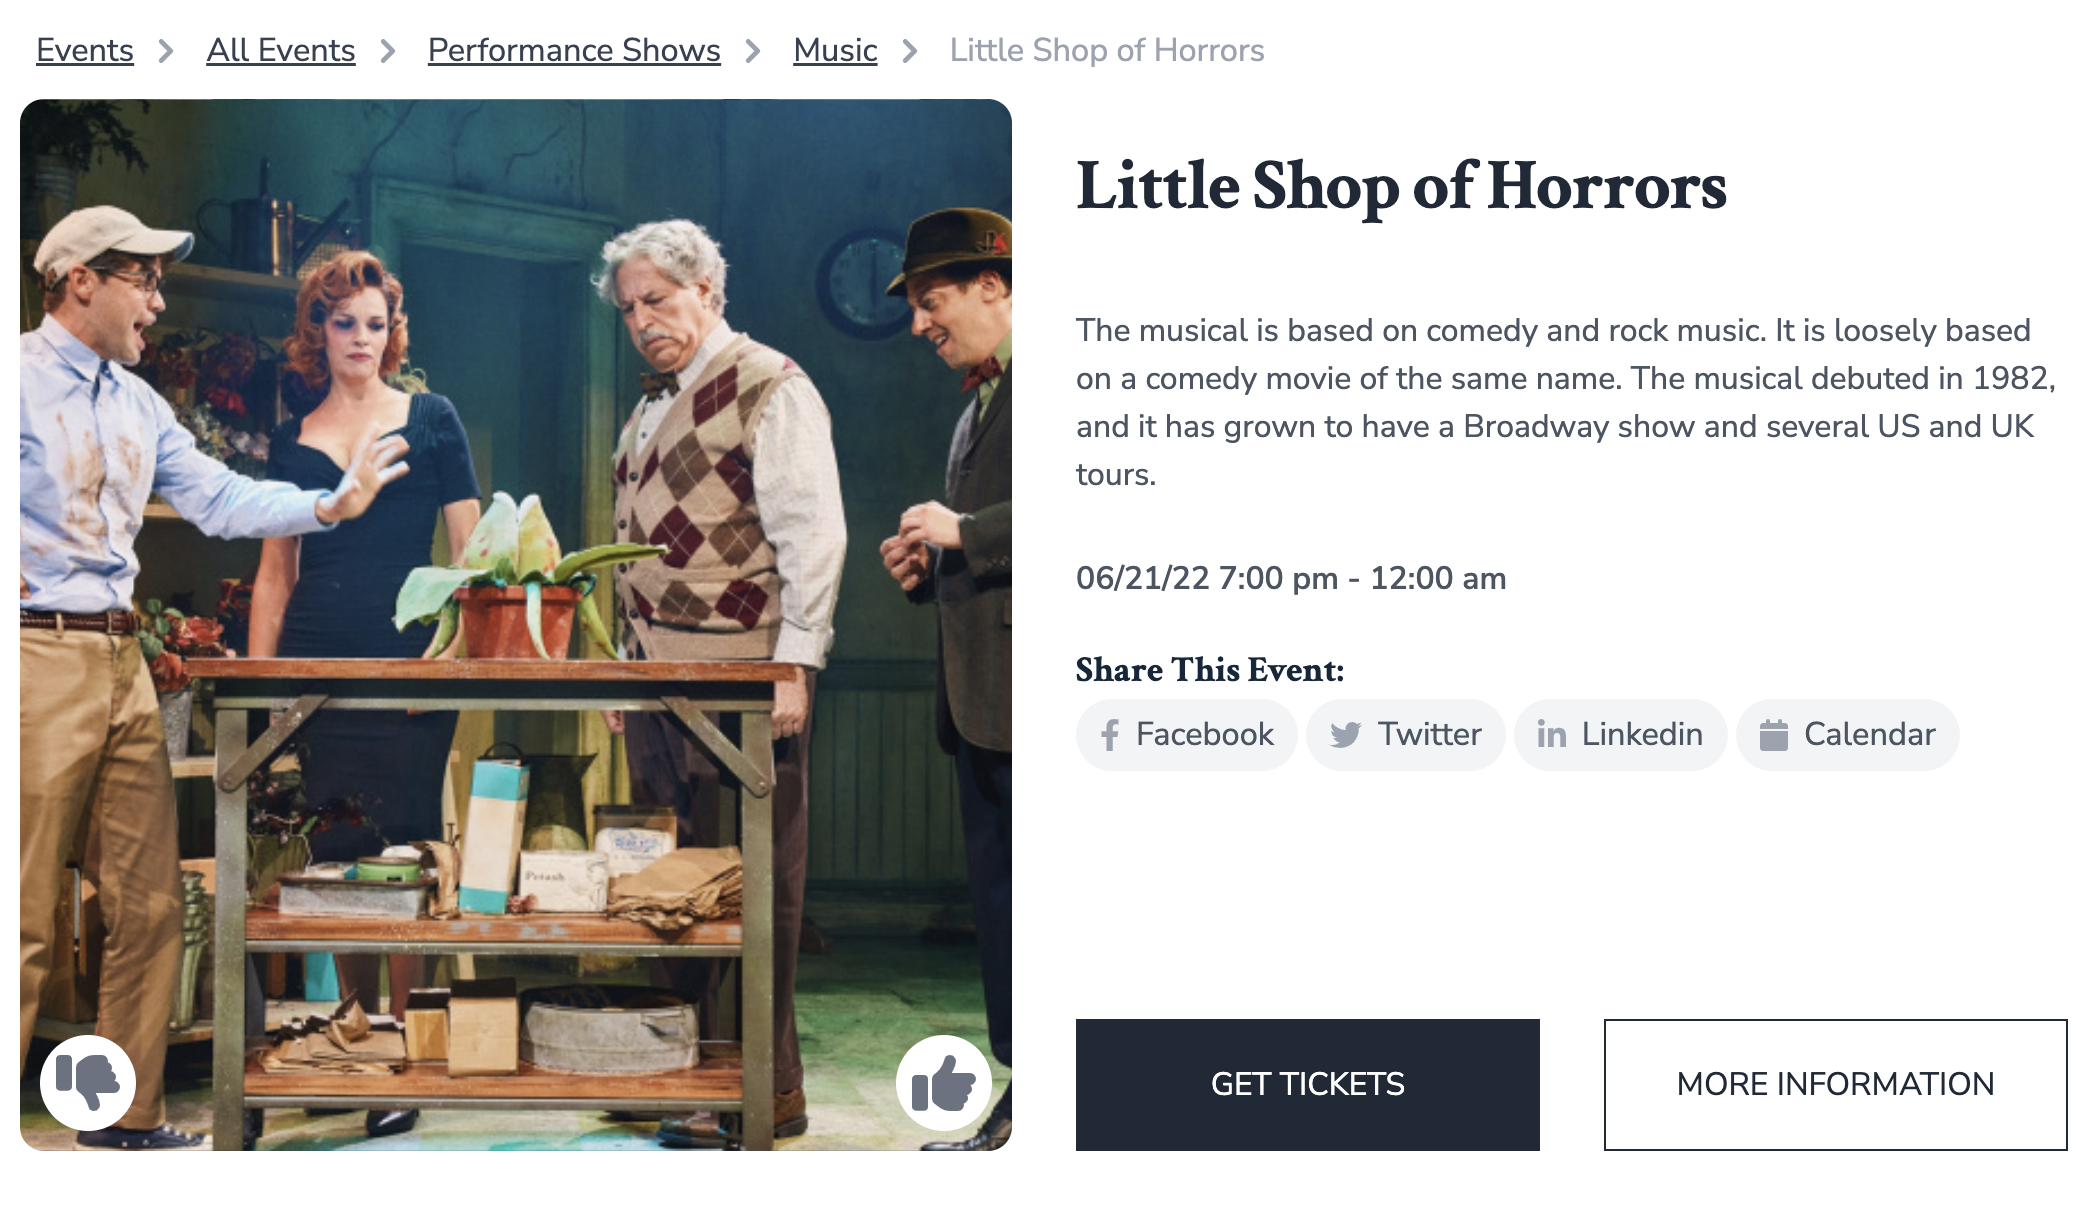 Events > All Events > Performance Shows > Music > Little Shop of Horrors
Little Shop of Horrors
The musical is based on comedy and rock music. It is loosely based
on a comedy movie of the same name. The musical debuted in 1982,
and it has grown to have a Broadway show and several US and UK
tours.
06/21/22 7:00 pm - 12:00 am
Share This Event:
Facebook Twitter Linkedin Calendar
Potash
GET TICKETS MORE INFORMATION